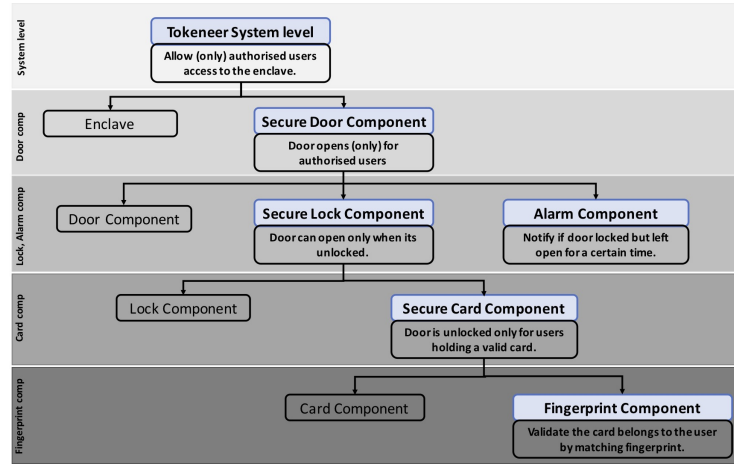 System level
Tokeneer System level
Allow (only) authorised users
access to the enclave.
Door comp
Enclave
Secure Door Component
Door opens (only) for
authorised users
Lock, Alarm comp
Door Component
Secure Lock Component
Door can open only when its
unlocked.
Alarm Component
Notify if door locked but left
open for a certain time.
Card comp
Lock Component
Secure Card Component
Door is unlocked only for users
holding a valid card.
Fingerprint comp
Card Component
Fingerprint Component
Validate the card belongs to the user
by matching fingerprint.